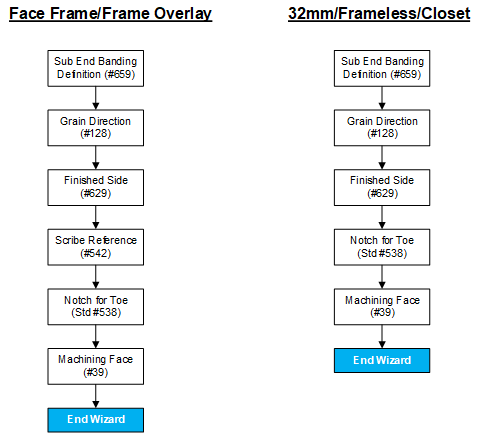 Face Frame/Frame Overlay
Sub End Banding
Definition (#659)
Grain Direction
(#128)
Finished Side
(#629)
Scribe Reference
(#542)
Notch for Toe
(Std #538)
Machining Face
(#39)
End Wizard
32mm/Frameless/Closet
Sub End Banding
Definition (#659)
Grain Direction
(#128)
Finished Side
(#629)
Notch for Toe
(Std #538)
Machining Face
(#39)
End Wizard